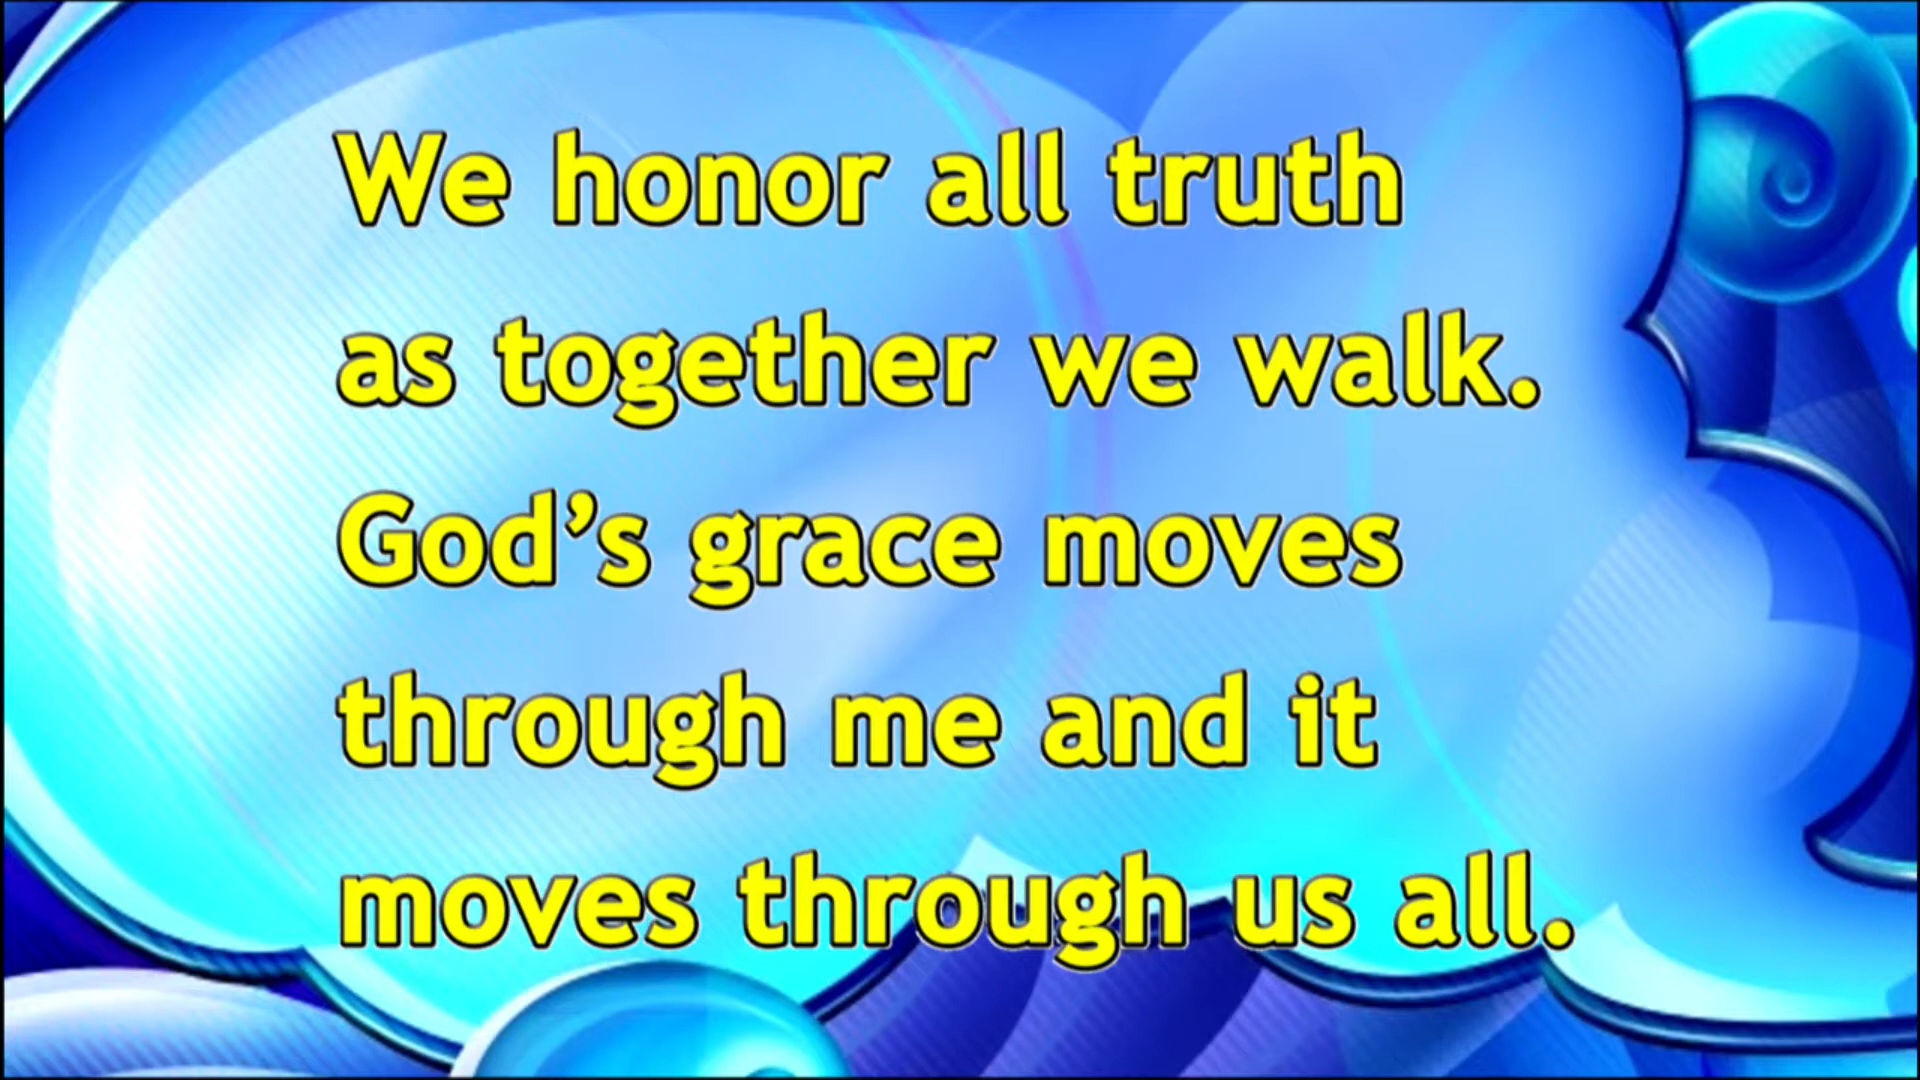 We honor all truth
as together we walk.
God’s grace moves
through me and it
moves through us all.